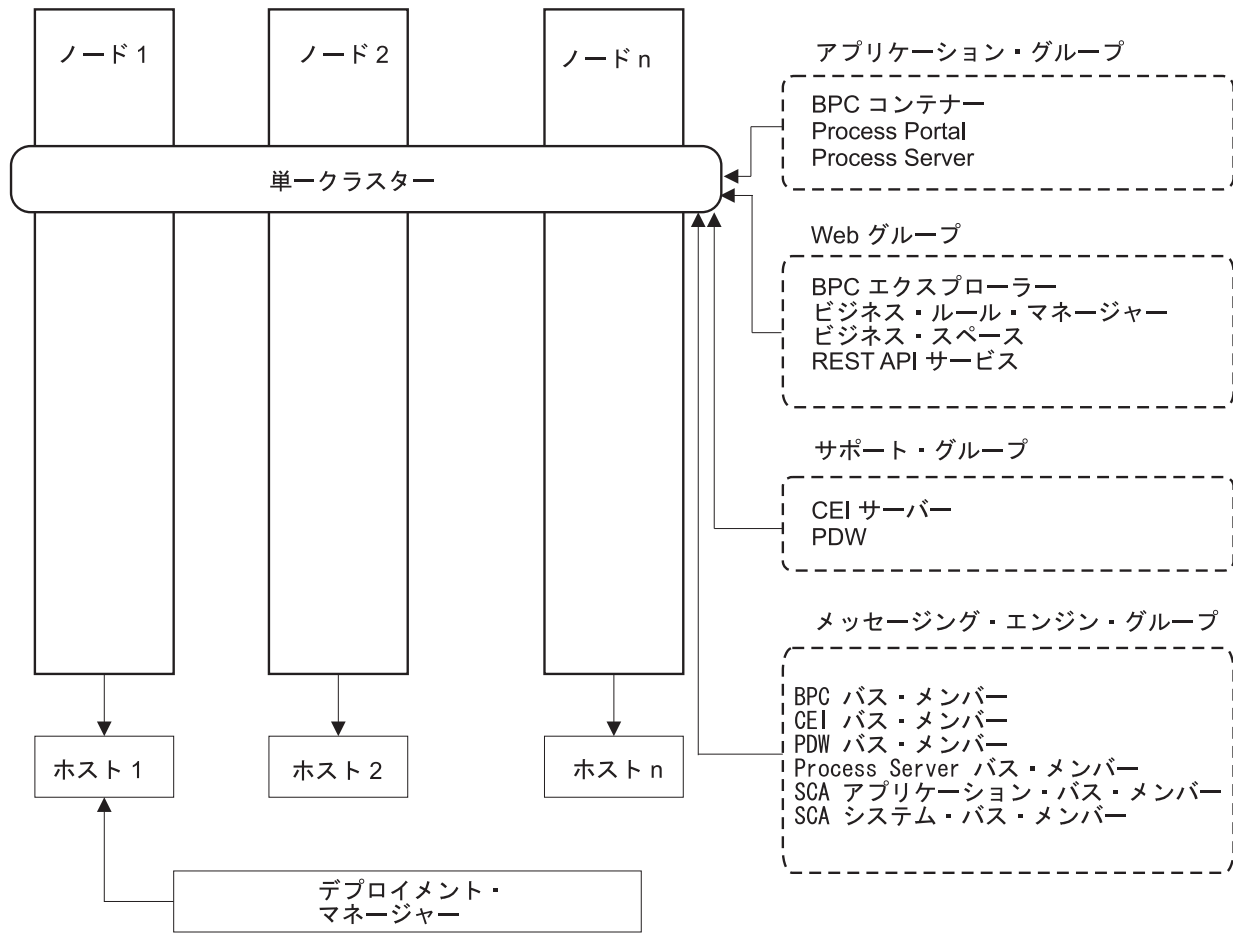 ノード 1
ノード 2
ノード n
単一クラスター
アプリケーション・グループ
BPC コンテナー
Process Portal
Process Server
Web グループ
BPC エクスプローラー
ビジネス・ルール・マネージャー
ビジネス・スペース
REST API サービス
サポート・グループ
CEI サーバー
PDW
メッセージング・エンジン・グループ
BPC バス・メンバー
CEI バス・メンバー
PDW バス・メンバー
Process Server バス・メンバー
SCA アプリケーション・バス・メンバー
SCA システム・バス・メンバー
ホスト 1
ホスト 2
ホスト n
デプロイメント・
マネージャー